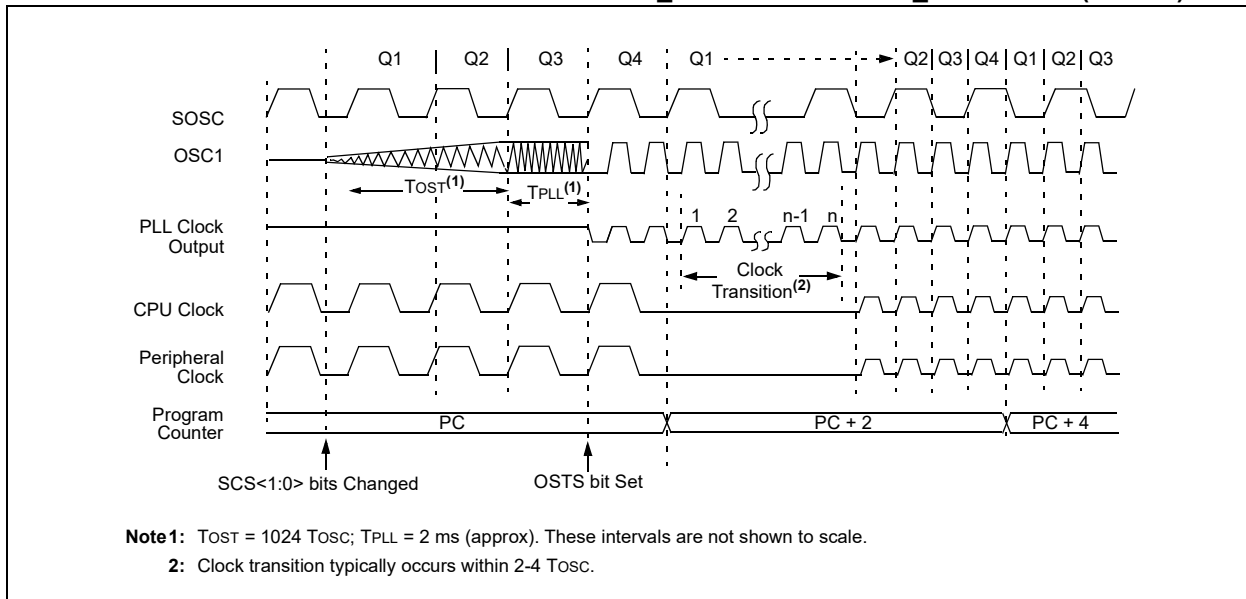 Q1 Q2 Q3 Q4 Q1 Q2 Q3 Q4 Q1 Q2 Q3
SOSC
OSC1
TOST(1)
TPLL(1)
1 2 n-1 n
PLL Clock
Output
Clock
Transition(2)
CPU Clock
Peripheral
Clock
Program
Counter
PC PC + 2 PC + 4
SCS<1:0> bits Changed OSTS bit Set
Note1: TOST = 1024 TOSC; TPLL = 2 ms (approx). These intervals are not shown to scale.
2: Clock transition typically occurs within 2-4 TOSC.